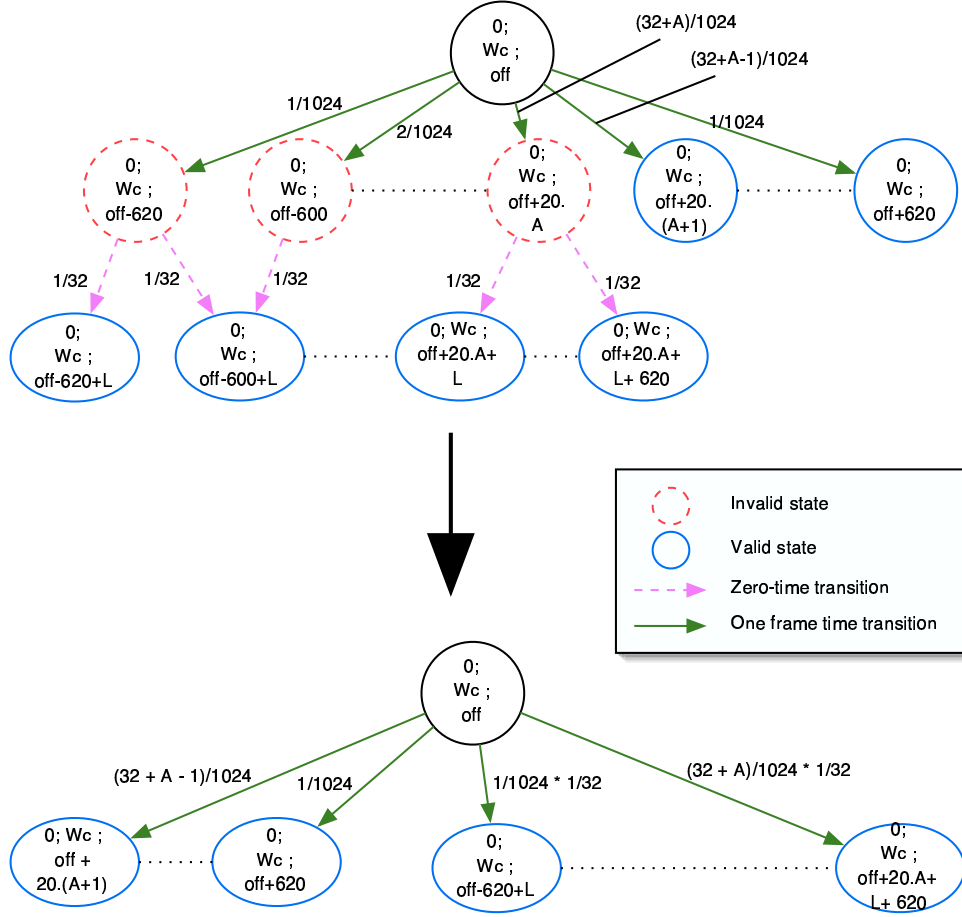 0;
Wc ;
off
(32+A)/1024
(32+A-1)/1024
1/1024
2/1024
1/1024
0;
Wc ;
off-620
0;
Wc ;
off-600
0;
Wc ;
off+20.
A
0;
Wc ;
off+20.
(A+1)
0;
Wc ;
off+620
1/32
1/32
1/32
1/32
1/32
0;
Wc ;
off-620+L
0;
Wc ;
off-600+L
0; Wc ;
off+20.A+
L
0; Wc ;
off+20.A+
L+ 620
Invalid state
Valid state
Zero-time transition
One frame time transition
0;
Wc ;
off
(32 + A - 1)/1024
1/1024
1/1024 * 1/32
(32 + A)/1024 * 1/32
0; Wc ;
off +
20.(A+1)
0;
Wc ;
off+620
0;
Wc ;
off-620+L
0;
Wc ;
off+20.A+
L+ 620